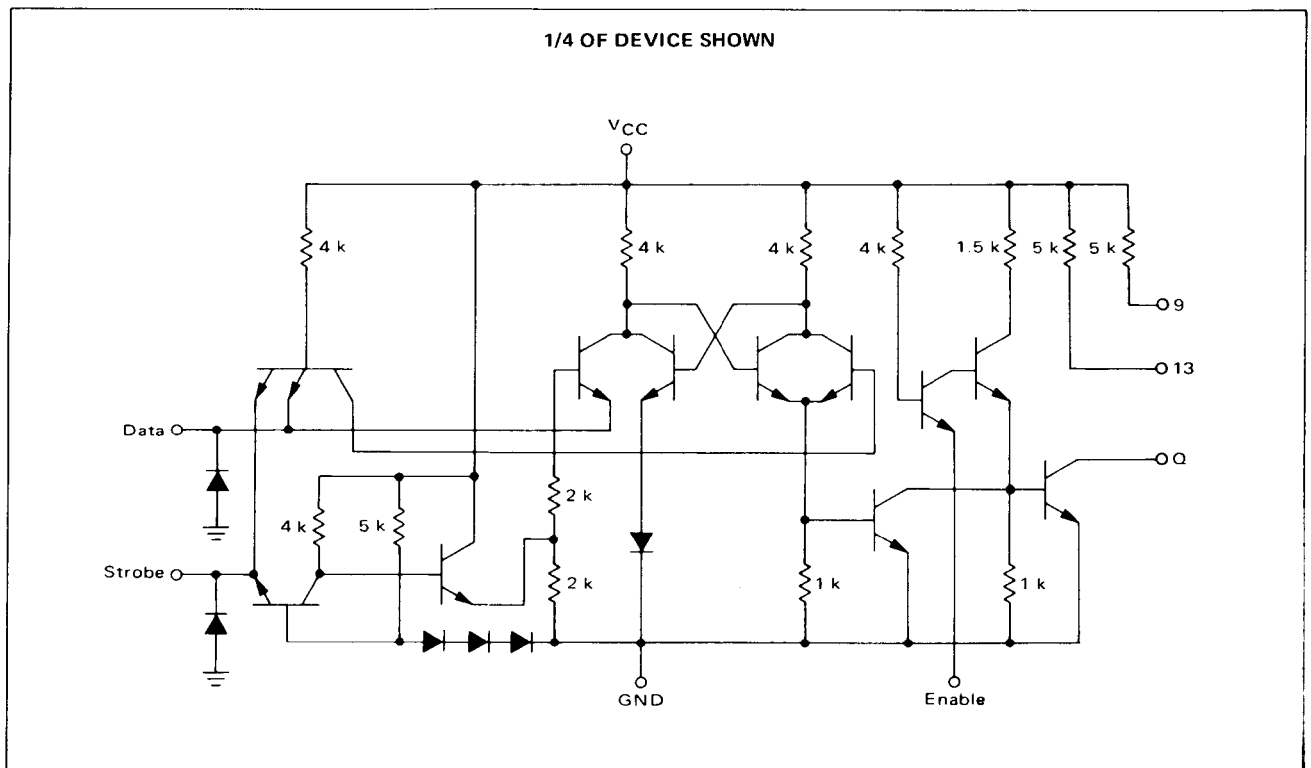 1/4 OF DEVICE SHOWN
VCC
4 k
4 k
4 k
4 k
1.5 k
5 k
5 k
9
13
Data
Q
2 k
4 k
5 k
Strobe
2 k
1 k
1 k
GND
Enable